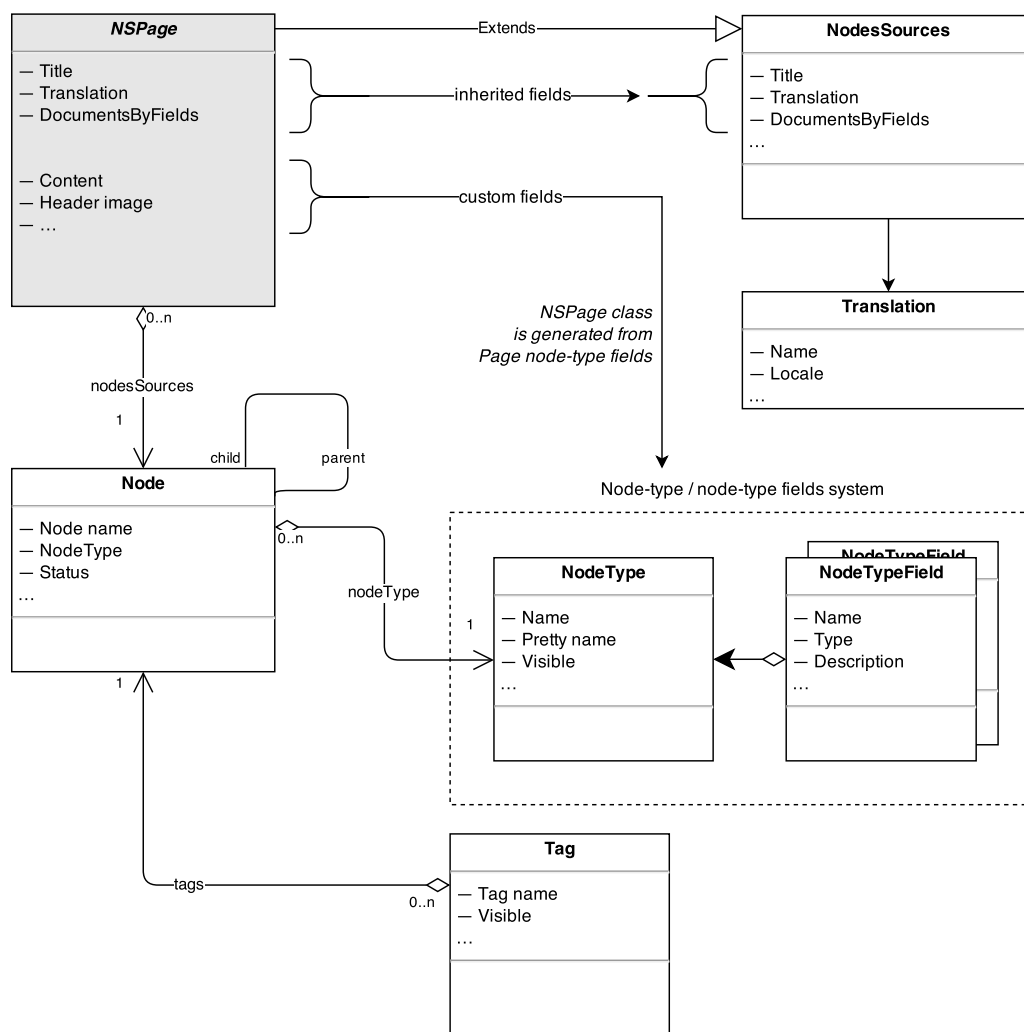 NSPage
— Title
— Translation
— DocumentsByFields
— Content
— Header image
— ...
Extends
inherited fields
custom fields
NodesSources
— Title
— Translation
— DocumentsByFields
...
NSPage class
is generated from
Page node-type fields
Translation
— Name
— Locale
...
0..n
nodesSources
1
child
parent
Node
— Node name
— NodeType
— Status
...
0..n
nodeType
1
Node-type / node-type fields system
NodeType
— Name
— Pretty name
— Visible
...
NodeTypeField
NodeTypeField
— Name
— Type
— Description
...
1
tags
0..n
Tag
— Tag name
— Visible
...